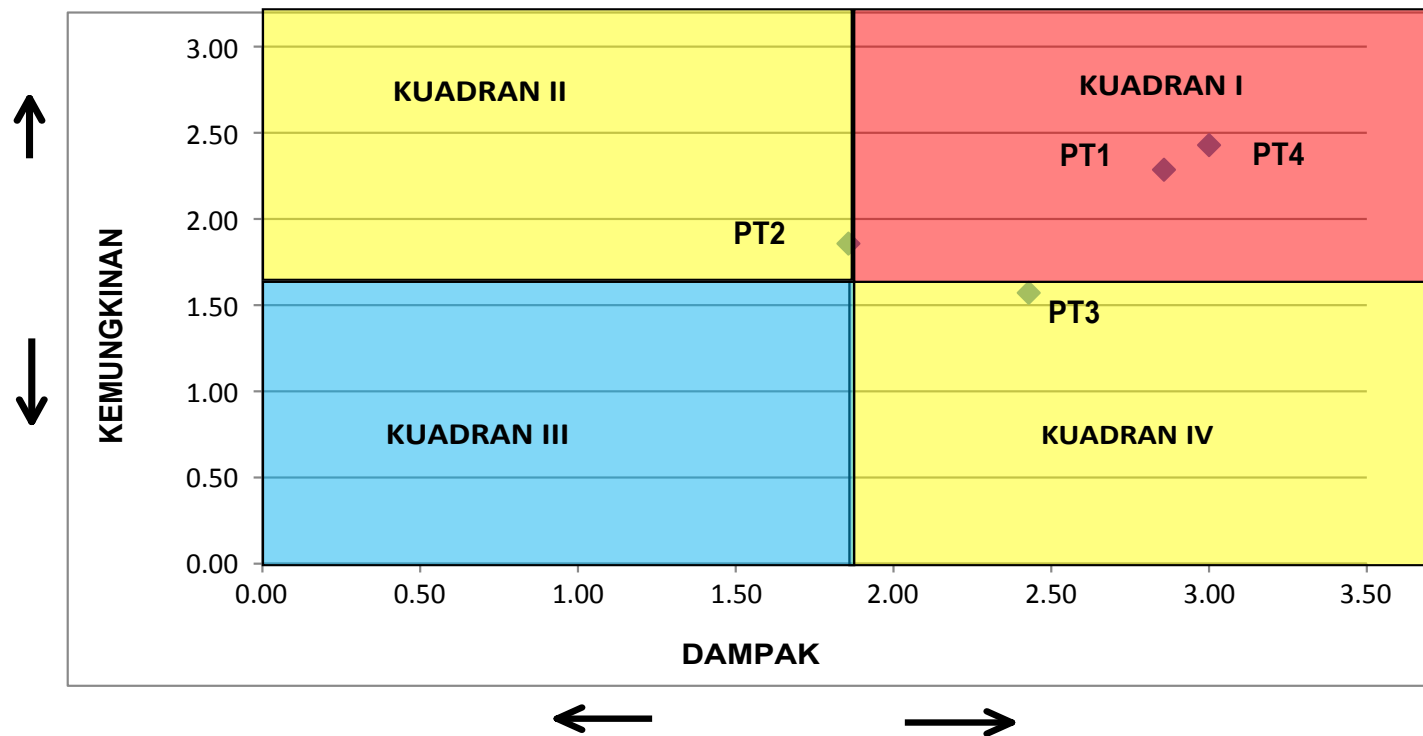 3.00
KUADRAN II
KUADRAN I
2.50
PT1
PT4
2.00
PT2
KEMUNGKINAN
1.50
PT3
1.00
KUADRAN III
KUADRAN IV
0.50
0.00
0.00 0.50 1.00 1.50 2.00 2.50 3.00 3.50
DAMPAK